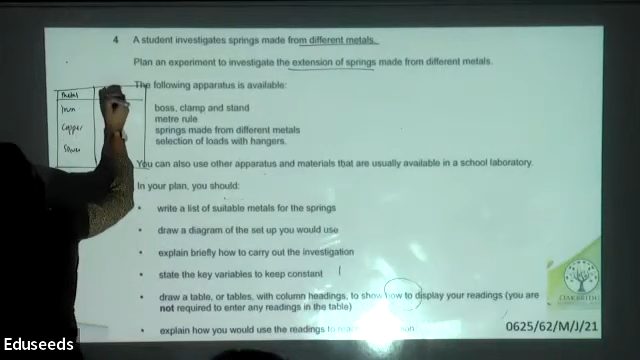 4 A student investigates springs made from different metals.
Plan an experiment to investigate the extension of springs made from different metals.
The following apparatus is available:
metal
Iron
Copper
boss, clamp and stand
metre rule
springs made from different metals
selection of loads with hangers.
You can also use other apparatus and materials that are usually available in a school laboratory.
In your plan, you should:
• write a list of suitable metals for the springs
• draw a diagram of the set up you would use
• explain briefly how to carry out the investigation
• state the key variables to keep constant
• draw a table, or tables, with column headings, to show how to display your readings (you are
not required to enter any readings in the table)
• explain how you would use the readings to
0625/62/M/J/21
Eduseeds